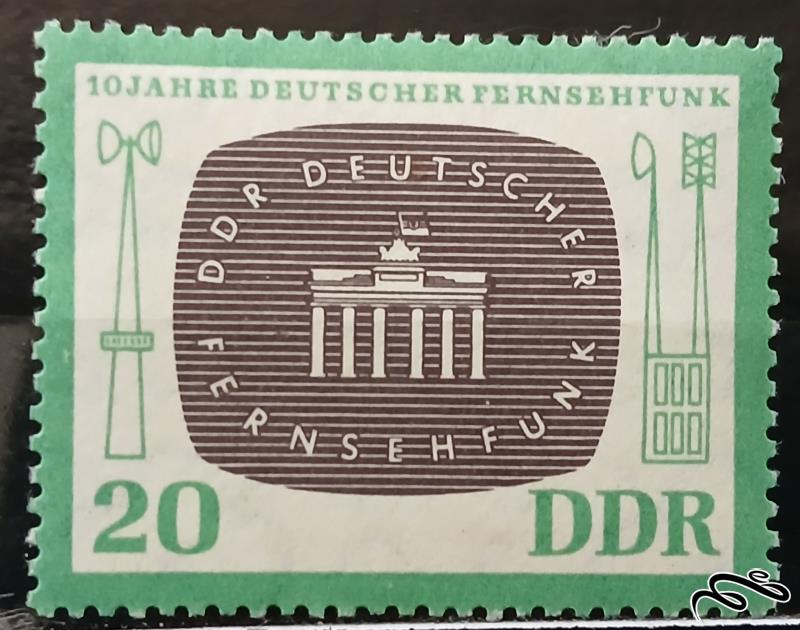 10 JAHRE DEUTSCHER FERNSEHFUNK
DDR DEUTSCHER
FERNSEHFUNK
20
DDR